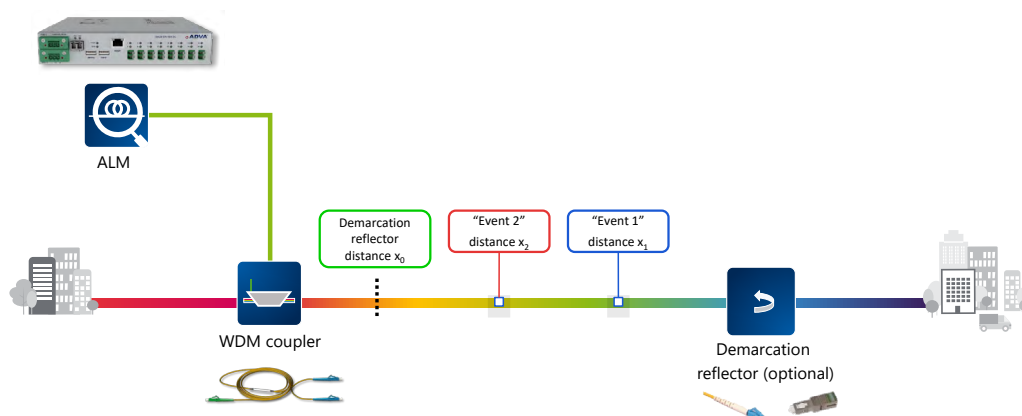 ADVA
ALM
Demarcation
reflector
distance x₀
“Event 2”
distance x₂
“Event 1”
distance x₁
WDM coupler
Demarcation
reflector (optional)